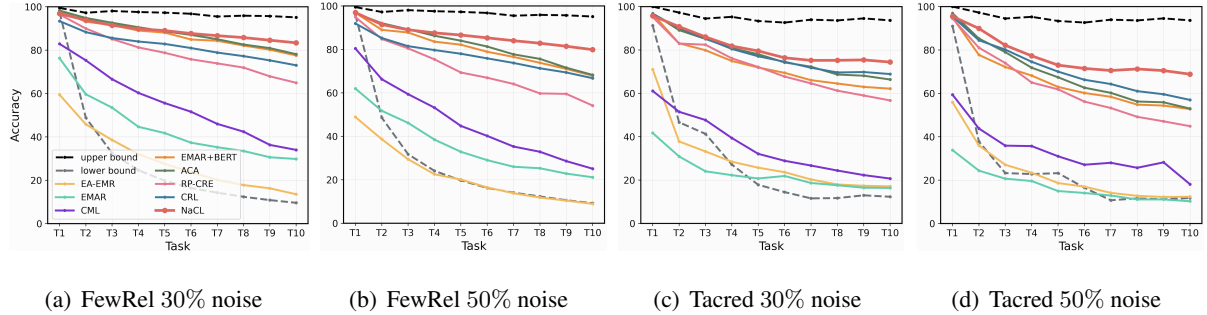 100
80
60
40
20
0
Accuracy
T1 T2 T3 T4 T5 T6 T7 T8 T9 T10
Task
upper bound
lower bound
EA-EMR
EMAR
CML
EMAR+BERT
ACA
RP-CRE
CRL
NaCL
100
80
60
40
20
0
T1 T2 T3 T4 T5 T6 T7 T8 T9 T10
Task
100
80
60
40
20
0
T1 T2 T3 T4 T5 T6 T7 T8 T9 T10
Task
100
80
60
40
20
0
T1 T2 T3 T4 T5 T6 T7 T8 T9 T10
Task
(a) FewRel 30% noise
(b) FewRel 50% noise
(c) Tacred 30% noise
(d) Tacred 50% noise